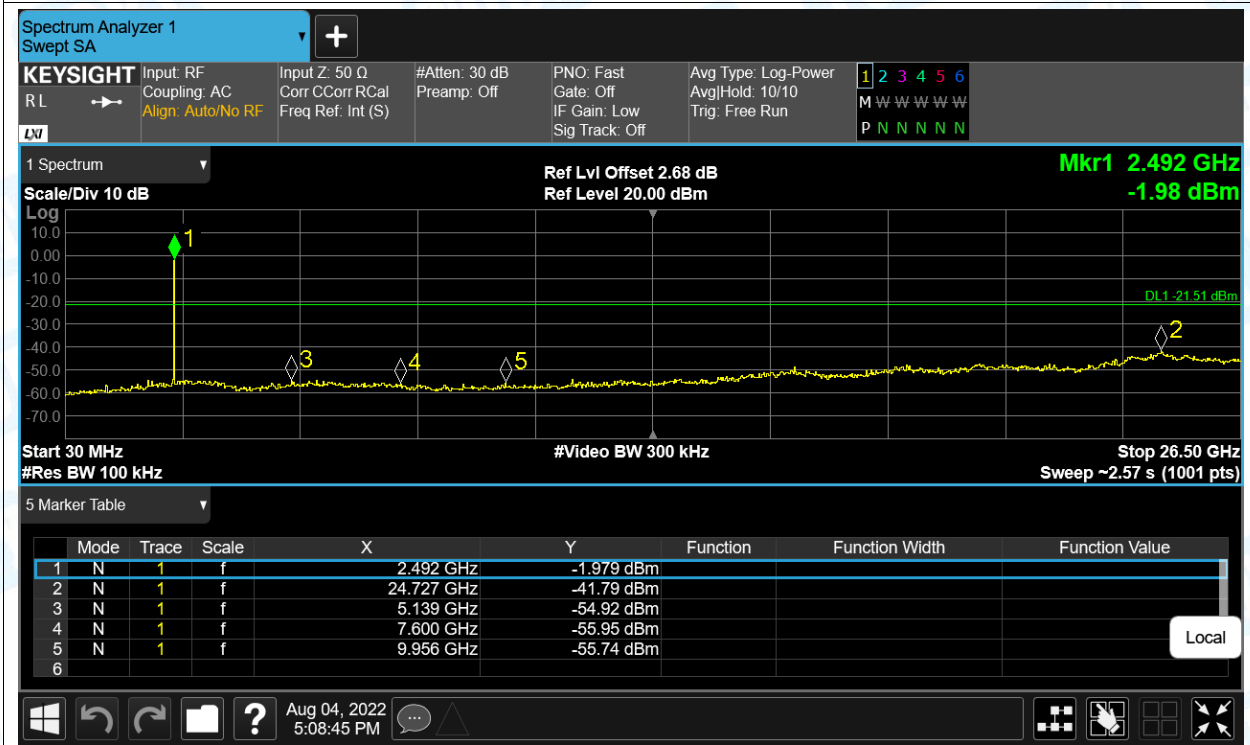 Spectrum Analyzer 1
Swept SA
KEYSIGHT
R L
LXI
Input: RF
Coupling: AC
Align: Auto/No RF
Input Z: 50 Ω
Corr CCorr RCal
Freq Ref: Int (S)
#Atten: 30 dB
Preamp: Off
PNO: Fast
Gate: Off
IF Gain: Low
Sig Track: Off
Avg Type: Log-Power
Avg|Hold: 10/10
Trig: Free Run
1 2 3 4 5 6
M W W W W W
P N N N N N
1 Spectrum
Scale/Div 10 dB
Ref Lvl Offset 2.68 dB
Ref Level 20.00 dBm
Mkr1 2.492 GHz
-1.98 dBm
Log
10.0
0.00
-10.0
-20.0
-30.0
-40.0
-50.0
-60.0
-70.0
1
DL1 -21.51 dBm
2
3
4
5
Start 30 MHz
#Res BW 100 kHz
#Video BW 300 kHz
Stop 26.50 GHz
Sweep ~2.57 s (1001 pts)
5 Marker Table
Mode Trace Scale X Y Function Function Width Function Value
1 N 1 f 2.492 GHz -1.979 dBm
2 N 1 f 24.727 GHz -41.79 dBm
3 N 1 f 5.139 GHz -54.92 dBm
4 N 1 f 7.600 GHz -55.95 dBm
5 N 1 f 9.956 GHz -55.74 dBm
6
Local
?
Aug 04, 2022
5:08:45 PM